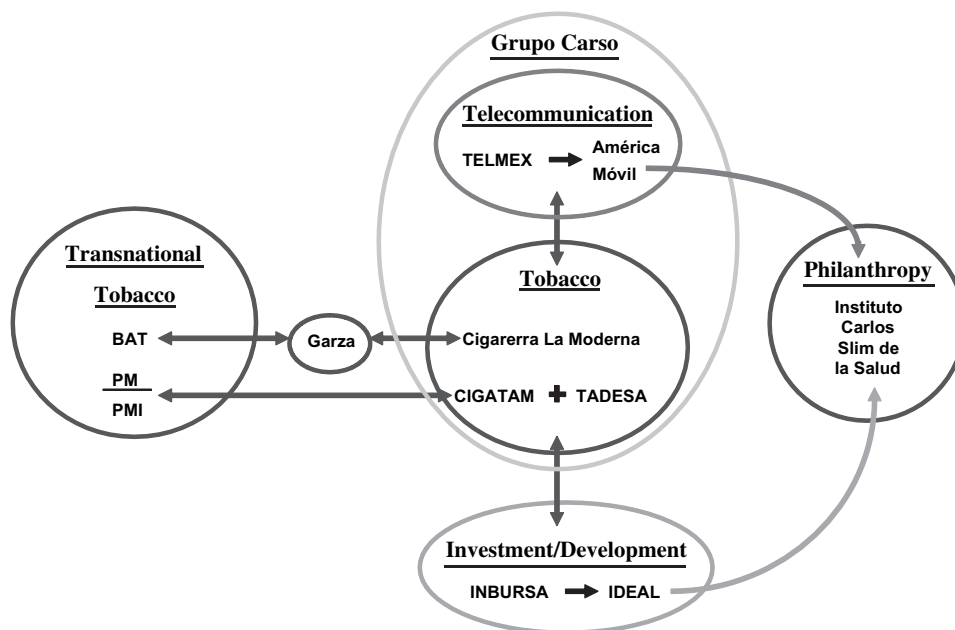 Grupo Carso
Telecommunication
TELMEX
América
Móvil
Transnational
Tobacco
BAT
PM
PMI
Garza
Tobacco
Cigarerra La Moderna
CIGATAM + TADESA
Philanthropy
Instituto
Carlos
Slim de
la Salud
Investment/Development
INBURSA
IDEAL